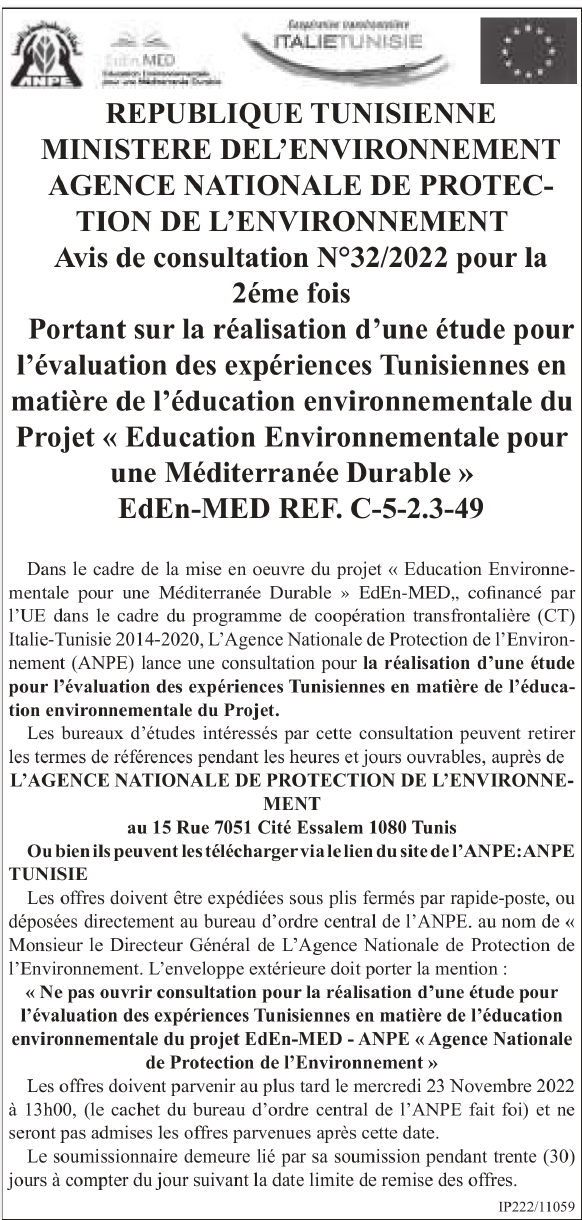 ANPE
EdEn.MED
Education Environnementale
pour une Méditerranée Durable
Coopération transfrontalière
ITALIETUNISIE
REPUBLIQUE TUNISIENNE
MINISTERE DEL’ENVIRONNEMENT
AGENCE NATIONALE DE PROTEC-
TION DE L’ENVIRONNEMENT
Avis de consultation N°32/2022 pour la
2éme fois
Portant sur la réalisation d’une étude pour
l’évaluation des expériences Tunisiennes en
matière de l’éducation environnementale du
Projet « Education Environnementale pour
une Méditerranée Durable »
EdEn-MED REF. C-5-2.3-49
Dans le cadre de la mise en oeuvre du projet « Education Environne-
mentale pour une Méditerranée Durable » EdEn-MED,, cofinancé par
l’UE dans le cadre du programme de coopération transfrontalière (CT)
Italie-Tunisie 2014-2020, L’Agence Nationale de Protection de l’Environ-
nement (ANPE) lance une consultation pour la réalisation d’une étude
pour l’évaluation des expériences Tunisiennes en matière de l’éduca-
tion environnementale du Projet.
Les bureaux d’études intéressés par cette consultation peuvent retirer
les termes de références pendant les heures et jours ouvrables, auprès de
L’AGENCE NATIONALE DE PROTECTION DE L’ENVIRONNE-
MENT
au 15 Rue 7051 Cité Essalem 1080 Tunis
Ou bien ils peuvent les télécharger via le lien du site de l’ANPE:ANPE
TUNISIE
Les offres doivent être expédiées sous plis fermés par rapide-poste, ou
déposées directement au bureau d’ordre central de l’ANPE. au nom de «
Monsieur le Directeur Général de L’Agence Nationale de Protection de
l’Environnement. L’enveloppe extérieure doit porter la mention :
« Ne pas ouvrir consultation pour la réalisation d’une étude pour
l’évaluation des expériences Tunisiennes en matière de l’éducation
environnementale du projet EdEn-MED - ANPE « Agence Nationale
de Protection de l’Environnement »
Les offres doivent parvenir au plus tard le mercredi 23 Novembre 2022
à 13h00, (le cachet du bureau d’ordre central de l’ANPE fait foi) et ne
seront pas admises les offres parvenues après cette date.
Le soumissionnaire demeure lié par sa soumission pendant trente (30)
jours à compter du jour suivant la date limite de remise des offres.
IP222/11059